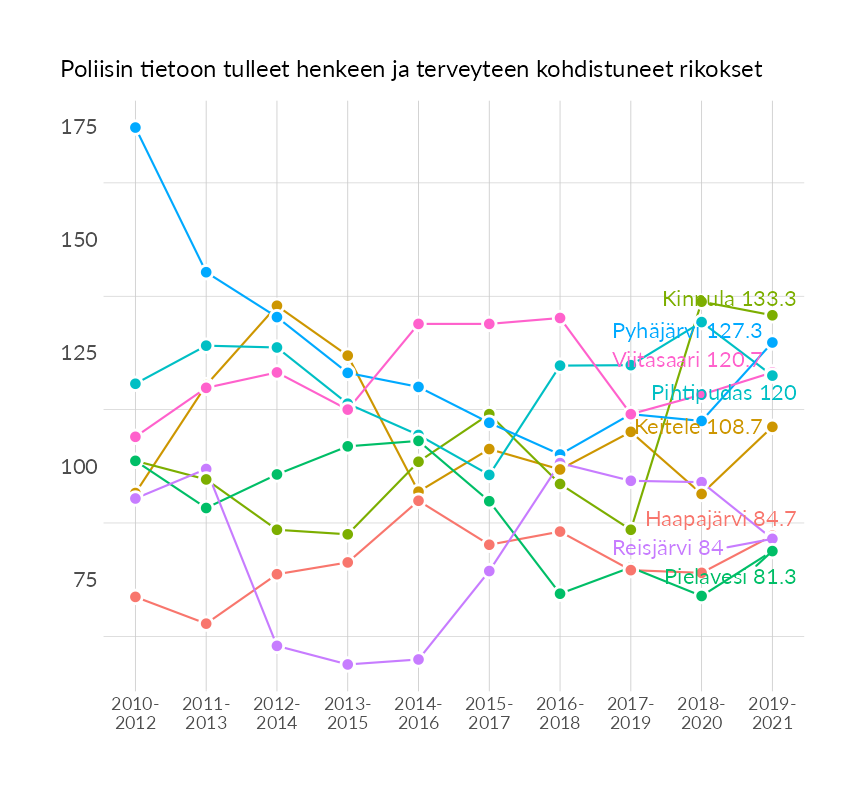 Poliisin tietoon tulleet henkeen ja terveyteen kohdistuneet rikokset
175
150
125
100
75
Kinnula 133.3
Pyhäjärvi 127.3
Viitasaari 120.7
Pihtipudas 120
Keitele 108.7
Haapajärvi 84.7
Reisjärvi 84
Pielavesi 81.3
2010-
2012
2011-
2013
2012-
2014
2013-
2015
2014-
2016
2015-
2017
2016-
2018
2017-
2019
2018-
2020
2019-
2021